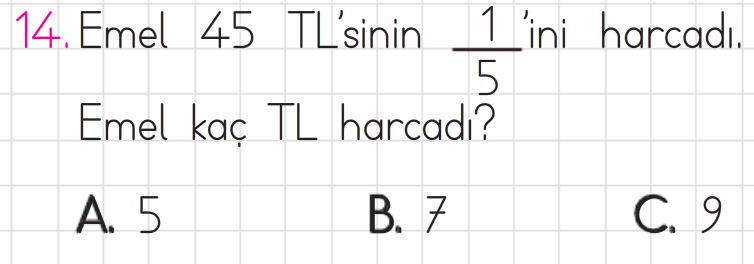 14. Emel 45 TL'sinin 1/5 'ini harcadı.
Emel kaç TL harcadı?
A. 5 B. 7 C. 9